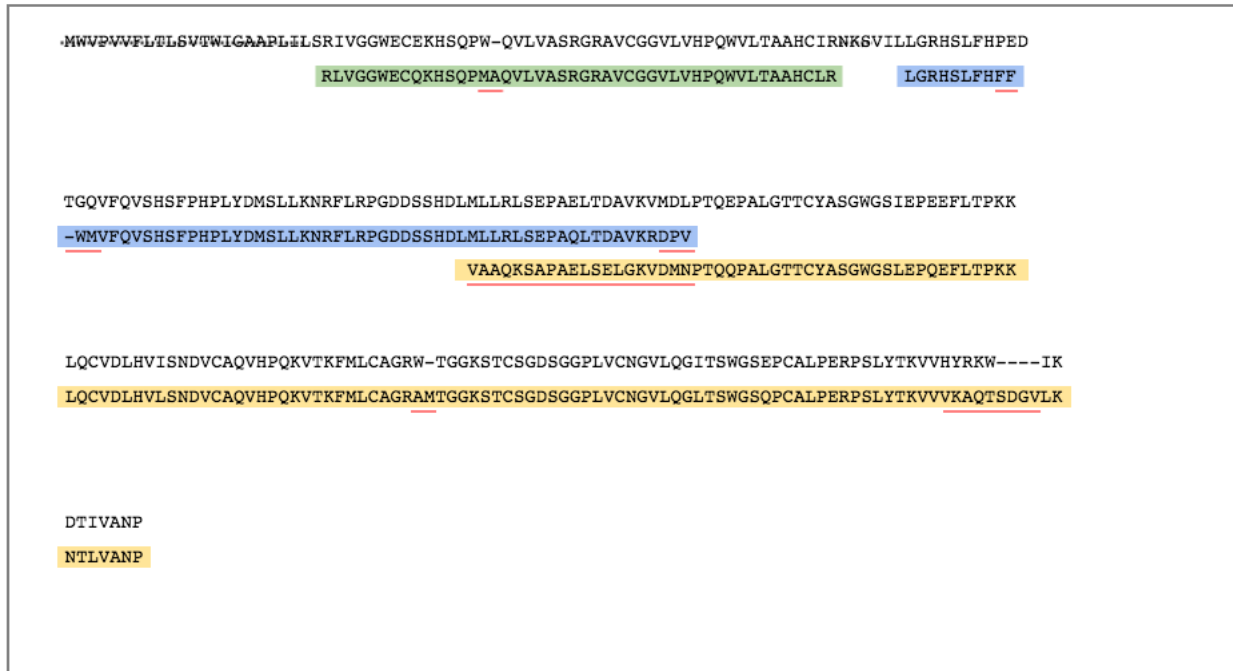 MWVPVVFLTLSVTWIGAAPLILSRIVGGWECEKHSQPW-QVLVASRGRAVCGGVLVHPQWVLTAAHCIRNKSVILLGRHSLFHPED
RLVGGWECQKHSQPMAQVLVASRGRAVCGGVLVHPQWVLTAAHCLR LGRHSLFHFF
TGQVFQVSHSFPHPLYDMSLLKNRFLRPGDDSSHDLMLLRLSEPAELTDAVKVMDLPTQEPALGTTCYASGWGSIEPEEFLTPKK
-WMVFQVSHSFPHPLYDMSLLKNRFLRPGDDSSHDLMLLRLSEPAQLTDAVKRDPV
VAAQKSAPAELSELGKVDMNPTQQPALGTTCYASGWGSLEPQEFLTPKK
LQCVDLHVISNDVCAQVHPQKVTKFMLCAGRW-TGGKSTCSGDSGGPLVCNGVLQGITSWGSEPCALPERPSLYTKVVHYRKW----IK
LQCVDLHVLSNDVCAQVHPQKVTKFMLCAGRAMTGGKSTCSGDSGGPLVCNGVLQGLTSWGSQPCALPERPSLYTKVVVKAQTSDGVLK
DTIVANP
NTLVANP